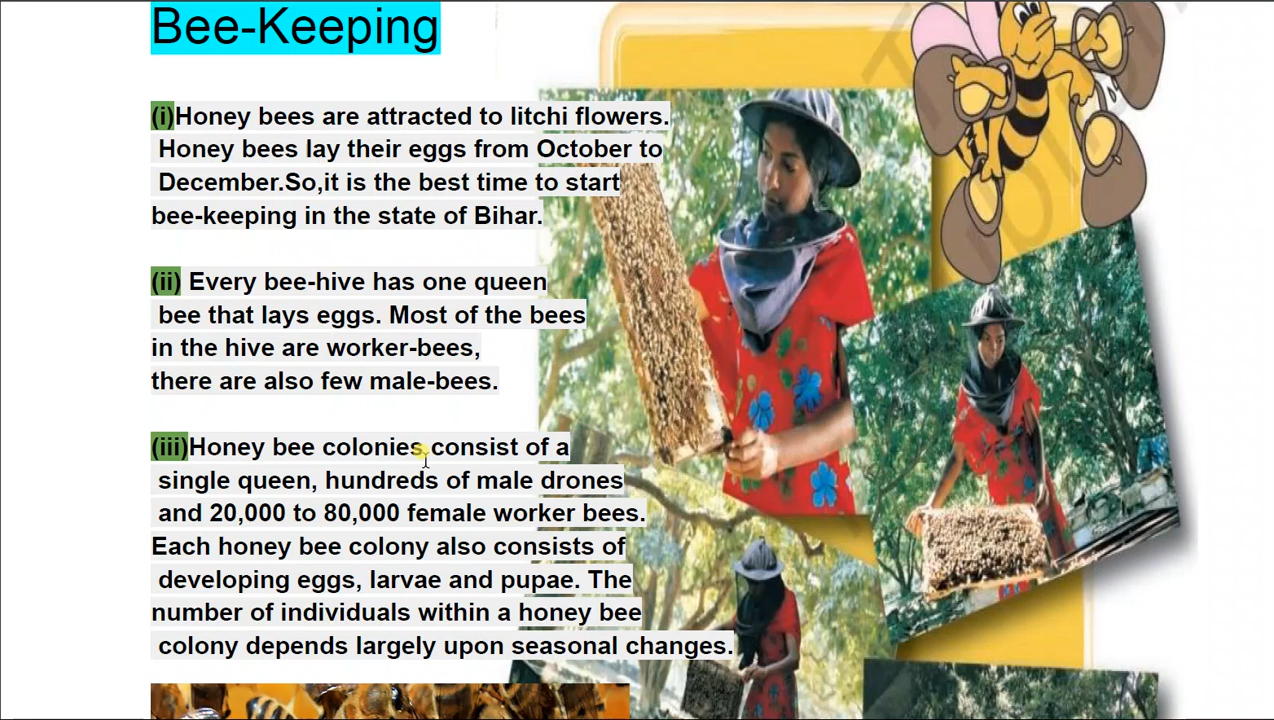 Bee-Keeping
(i)Honey bees are attracted to litchi flowers.
Honey bees lay their eggs from October to
December.So,it is the best time to start
bee-keeping in the state of Bihar.
(ii) Every bee-hive has one queen
bee that lays eggs. Most of the bees
in the hive are worker-bees,
there are also few male-bees.
(iii)Honey bee colonies consist of a
single queen, hundreds of male drones
and 20,000 to 80,000 female worker bees.
Each honey bee colony also consists of
developing eggs, larvae and pupae. The
number of individuals within a honey bee
colony depends largely upon seasonal changes.